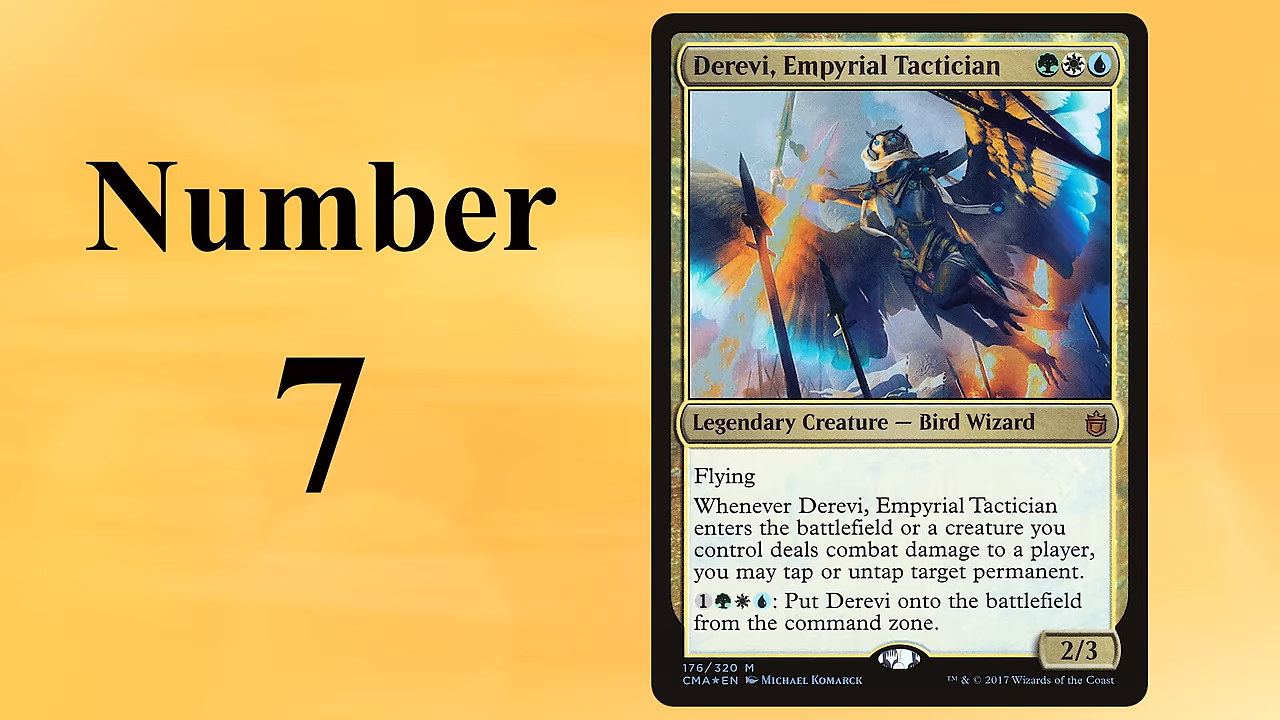 Number
7
Derevi, Empyrial Tactician
Legendary Creature — Bird Wizard
Flying
Whenever Derevi, Empyrial Tactician
enters the battlefield or a creature you
control deals combat damage to a player,
you may tap or untap target permanent.
1 : Put Derevi onto the battlefield
from the command zone.
2/3
176/320 M
CMA★EN Michael Komarck
™ & © 2017 Wizards of the Coast